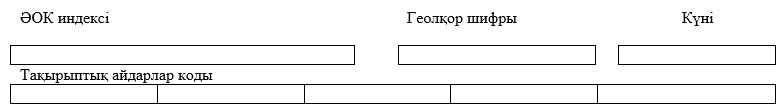 ӘОК индексі Геолқор шифры Күні
Тақырыптық айдарлар коды